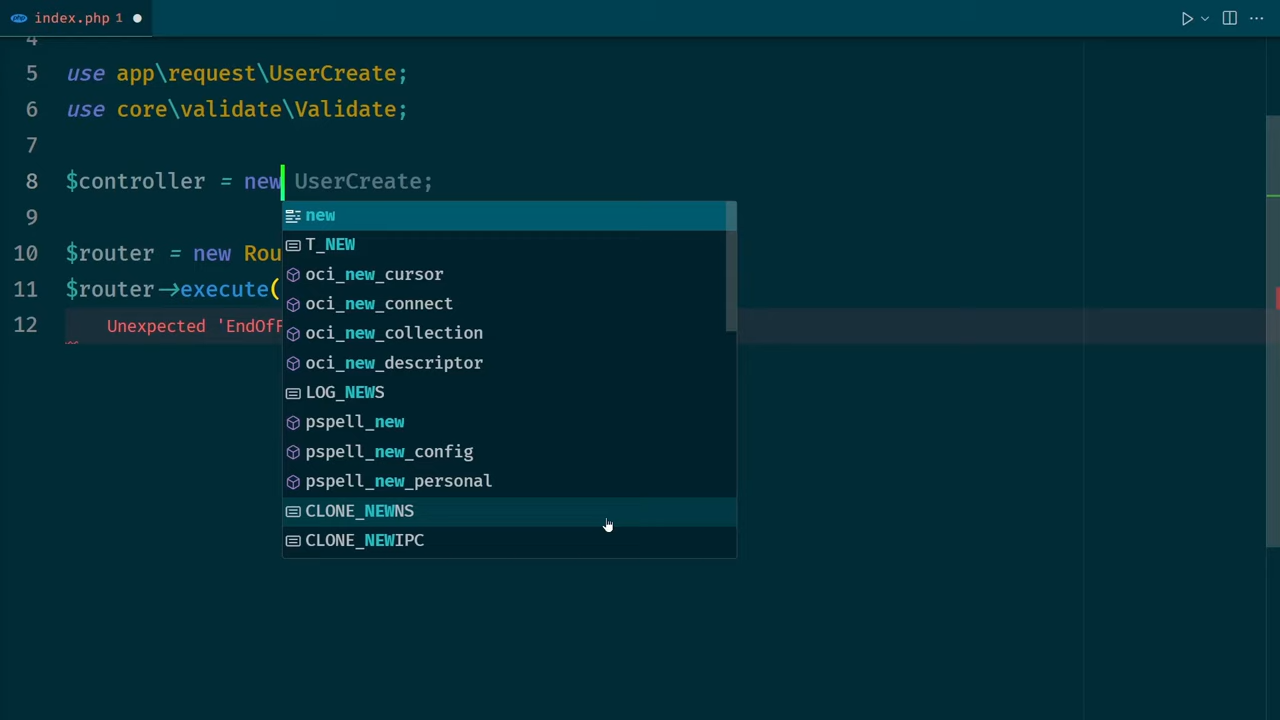 php index.php 1
4
5 use app\request\UserCreate;
6 use core\validate\Validate;
7
8 $controller = new UserCreate;
new
9
T_NEW
10 $router = new Rou
oci_new_cursor
11 $router->execute(
oci_new_connect
12 Unexpected 'EndOfF
oci_new_collection
oci_new_descriptor
LOG_NEWS
pspell_new
pspell_new_config
pspell_new_personal
CLONE_NEWNS
CLONE_NEWIPC